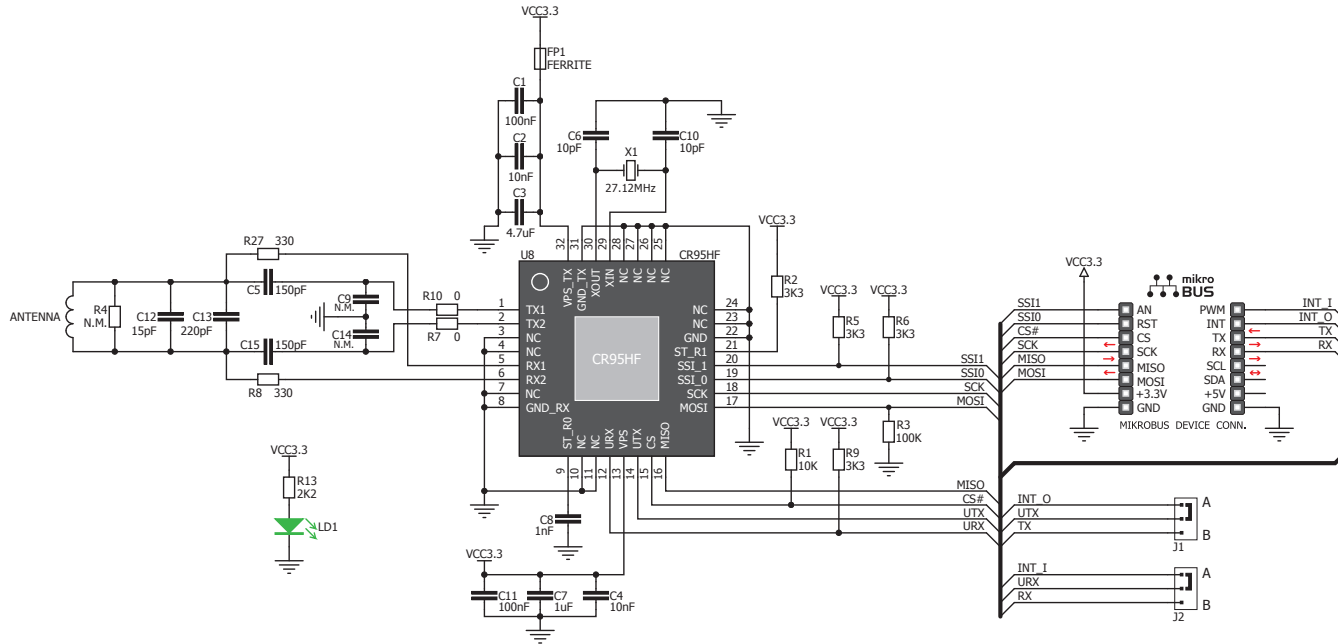 VCC3.3
FP1
FERRITE
C1
100nF
C2
10nF
C3
4.7uF
C6
10pF
C10
10pF
X1
27.12MHz
32
31
30
29
28
27
26
25
U8
CR95HF
VPS_TX
GND_TX
XOUT
XIN
NC
NC
NC
NC
R27 330
C5
150pF
C9
N.M.
R10 0
R4
N.M.
ANTENNA
C12
15pF
C13
220pF
C14
N.M.
R7 0
C15
150pF
R8 330
1 TX1
2 TX2
3 NC
4 NC
5 RX1
6 RX2
7 NC
8 GND_RX
CR95HF
NC 24
NC 23
GND 22
ST_R1 21
SSI_1 20
SSI_0 19
SCK 18
MOSI 17
ST_R0
NC
NC
URX
VPS
UTX
CS
MISO
9
10
11
12
13
14
15
16
VCC3.3
R2
3K3
VCC3.3
R5
3K3
VCC3.3
R6
3K3
SSI1
SSI0
SCK
MOSI
VCC3.3
R1
10K
VCC3.3
R9
3K3
R3
100K
MISO
CS#
UTX
URX
VCC3.3
R13
2K2
LD1
C8
1nF
VCC3.3
C11
100nF
C7
1uF
C4
10nF
VCC3.3
mikro
BUS
SSI1
SSI0
CS#
SCK
MISO
MOSI
AN
RST
CS
SCK
MISO
MOSI
+3.3V
GND
PWM
INT
TX
RX
SCL
SDA
+5V
GND
INT_I
INT_O
TX
RX
MIKROBUS DEVICE CONN.
INT_O
UTX
TX
A
B
J1
INT_I
URX
RX
A
B
J2